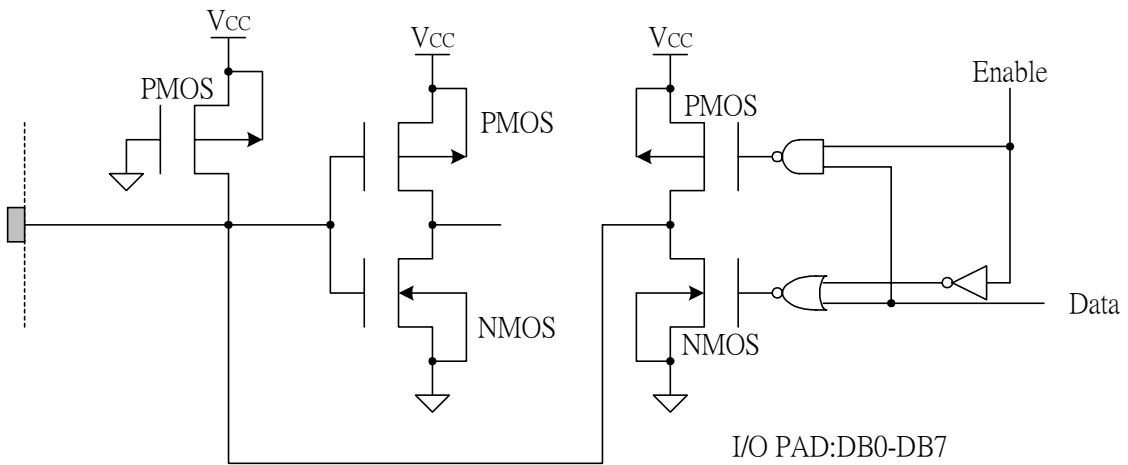 VCC
VCC
VCC
Enable
PMOS
PMOS
PMOS
Data
NMOS
NMOS
I/O PAD:DB0-DB7